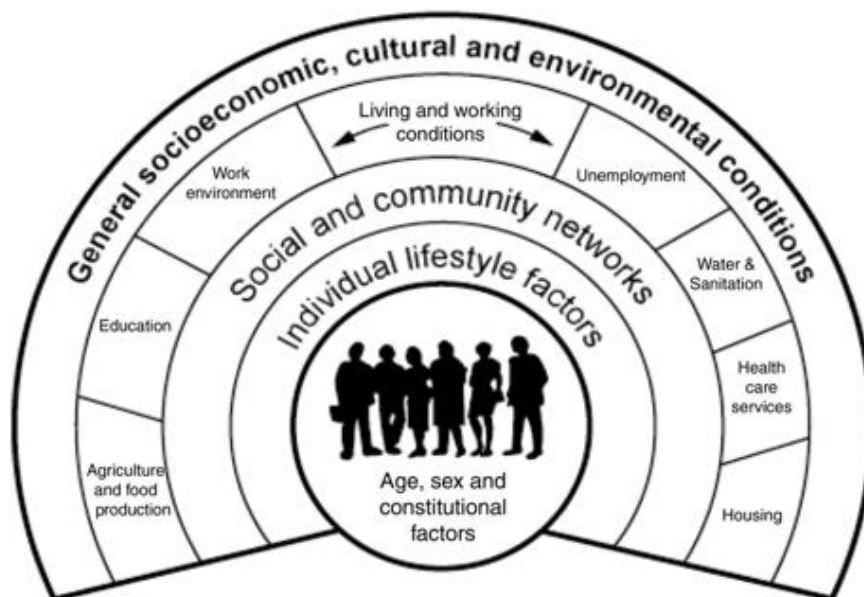 General socioeconomic, cultural and environmental conditions
Living and working
conditions
Work
environment
Unemployment
Education
Water &
Sanitation
Agriculture
and food
production
Health
care
services
Housing
Social and community networks
Individual lifestyle factors
Age, sex and
constitutional
factors